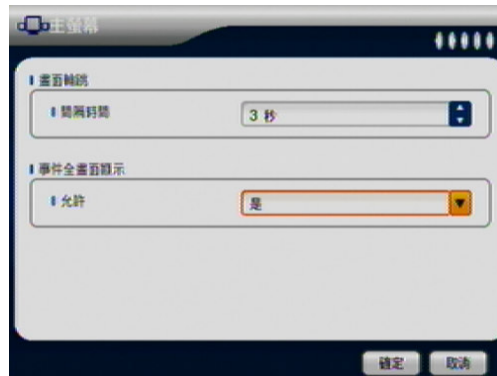 主螢幕
畫面輪跳
間隔時間
3 秒
事件全畫面顯示
允許
是
確定
取消